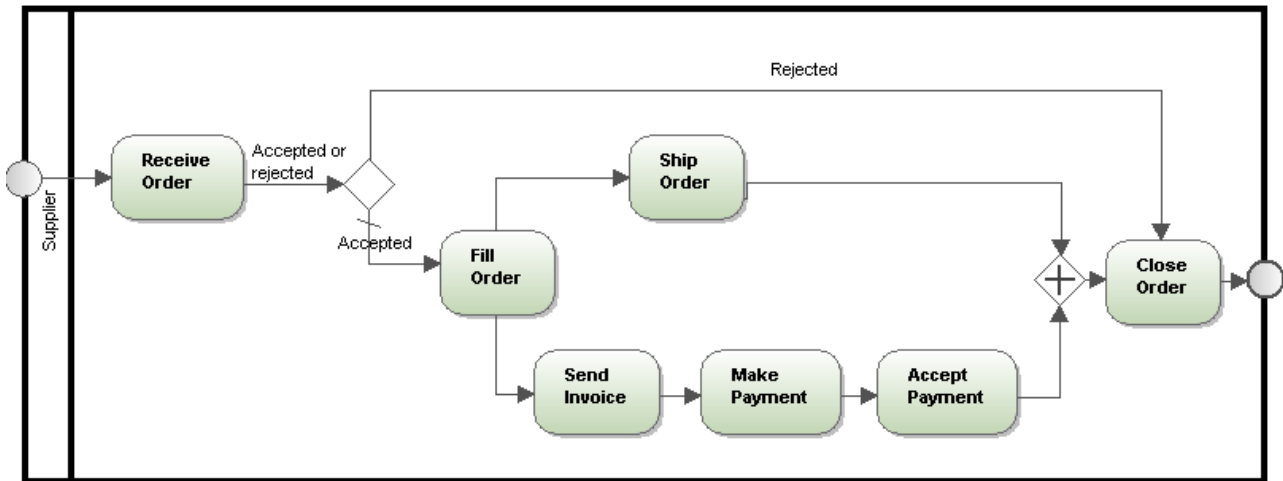 Supplier
Receive
Order
Accepted or
rejected
Rejected
Accepted
Fill
Order
Ship
Order
Send
Invoice
Make
Payment
Accept
Payment
Close
Order